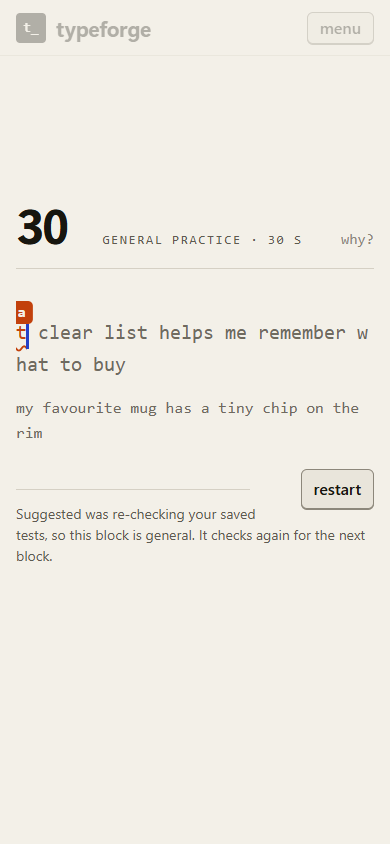 t_ typeforge menu
30 GENERAL PRACTICE · 30 S why?
a
t clear list helps me remember w
hat to buy
my favourite mug has a tiny chip on the
rim
restart
Suggested was re-checking your saved
tests, so this block is general. It checks again for the next
block.